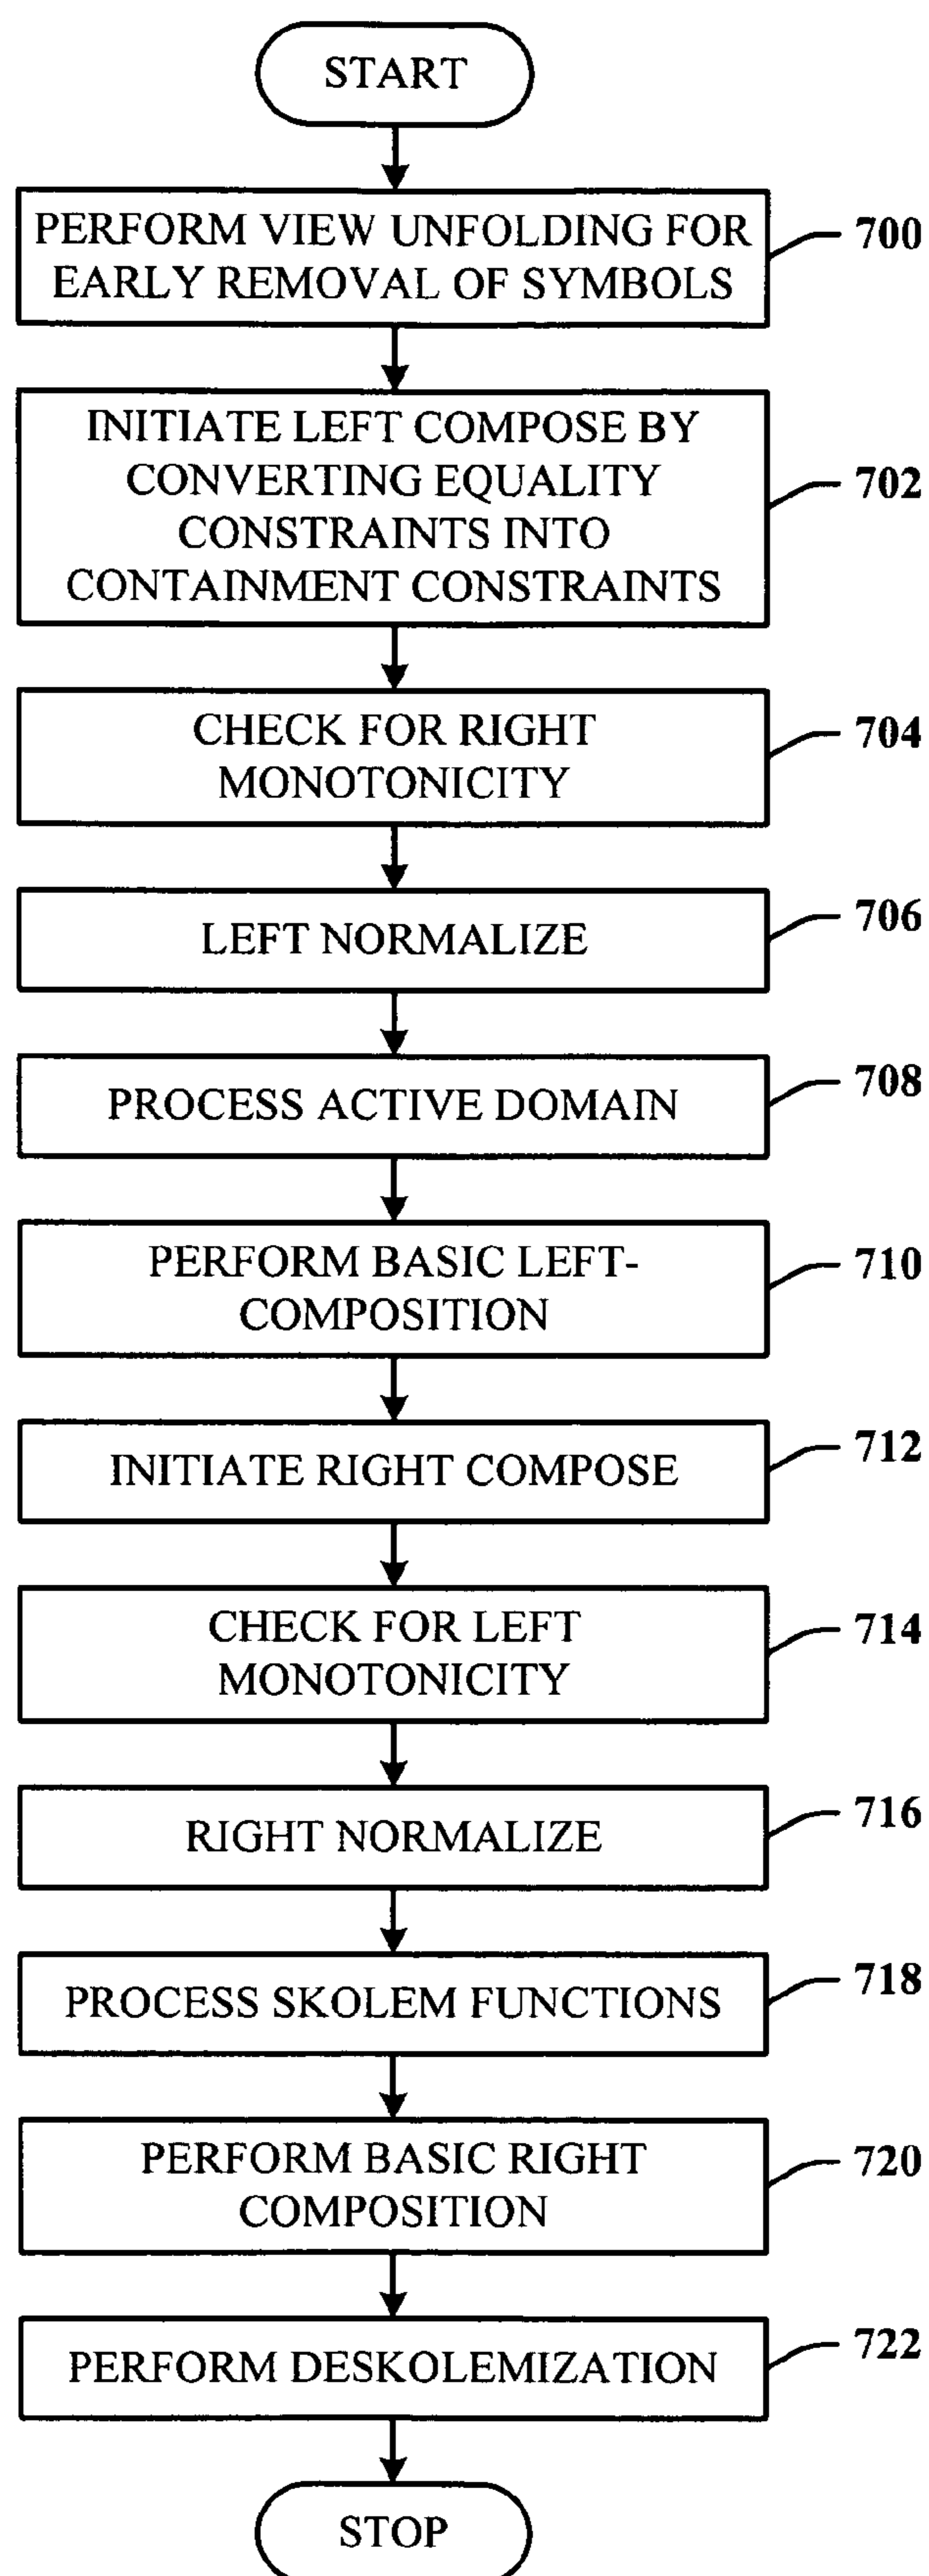 START
PERFORM VIEW UNFOLDING FOR
EARLY REMOVAL OF SYMBOLS
700
INITIATE LEFT COMPOSE BY
CONVERTING EQUALITY
CONSTRAINTS INTO
CONTAINMENT CONSTRAINTS
702
CHECK FOR RIGHT
MONOTONICITY
704
LEFT NORMALIZE
706
PROCESS ACTIVE DOMAIN
708
PERFORM BASIC LEFT-
COMPOSITION
710
INITIATE RIGHT COMPOSE
712
CHECK FOR LEFT
MONOTONICITY
714
RIGHT NORMALIZE
716
PROCESS SKOLEM FUNCTIONS
718
PERFORM BASIC RIGHT
COMPOSITION
720
PERFORM DESKOLEMIZATION
722
STOP